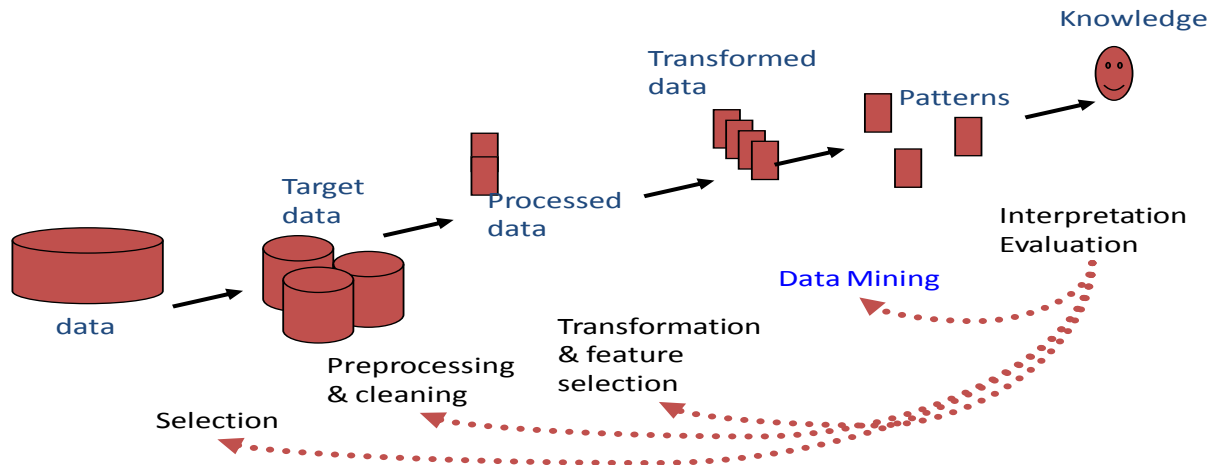 Knowledge
Transformed
data
Patterns
Target
data
Processed
data
Interpretation
Evaluation
data
Data Mining
Transformation
& feature
selection
Preprocessing
& cleaning
Selection